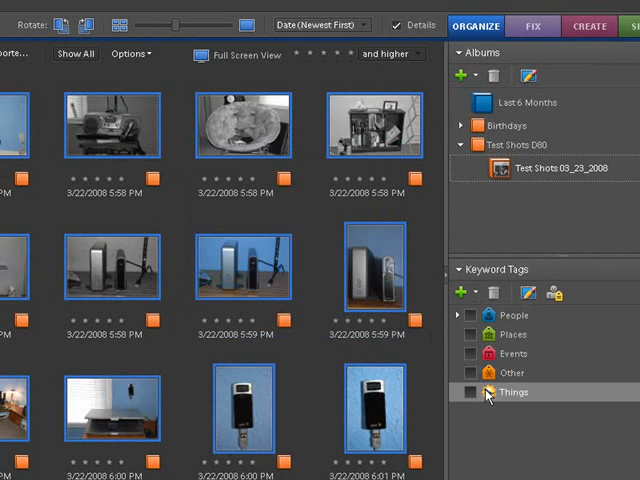 Rotate: Date (Newest First) Details ORGANIZE FIX CREATE
Show All Options Full Screen View and higher
Albums
Last 6 Months
Birthdays
Test Shots D80
Test Shots 03_23_2008
3/22/2008 5:58 PM 3/22/2008 5:58 PM 3/22/2008 5:58 PM
Keyword Tags
People
Places
3/22/2008 5:58 PM 3/22/2008 5:59 PM 3/22/2008 5:59 PM
Events
Other
Things
3/22/2008 6:00 PM 3/22/2008 6:00 PM 3/22/2008 6:01 PM